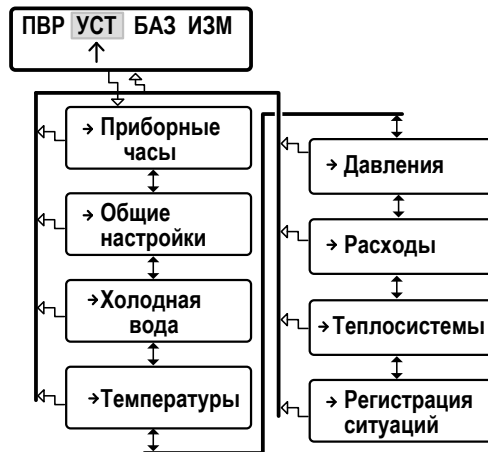 ПВР УСТ БАЗ ИЗМ
Приборные
часы
Общие
настройки
Холодная
вода
Температуры
Давления
Расходы
Теплосистемы
Регистрация
ситуаций